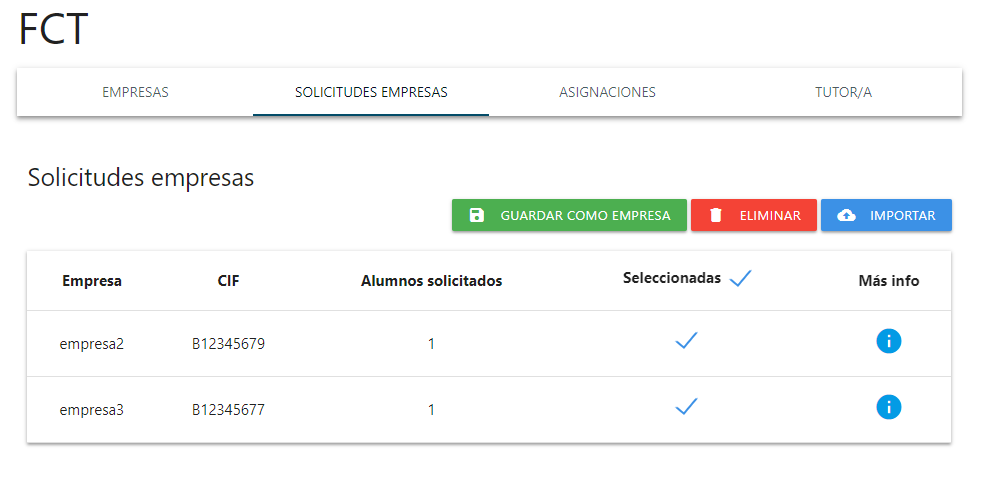 FCT
EMPRESAS SOLICITUDES EMPRESAS ASIGNACIONES TUTOR/A
Solicitudes empresas
GUARDAR COMO EMPRESA ELIMINAR IMPORTAR
Empresa CIF Alumnos solicitados Seleccionadas Más info
empresa2 B12345679 1
empresa3 B12345677 1